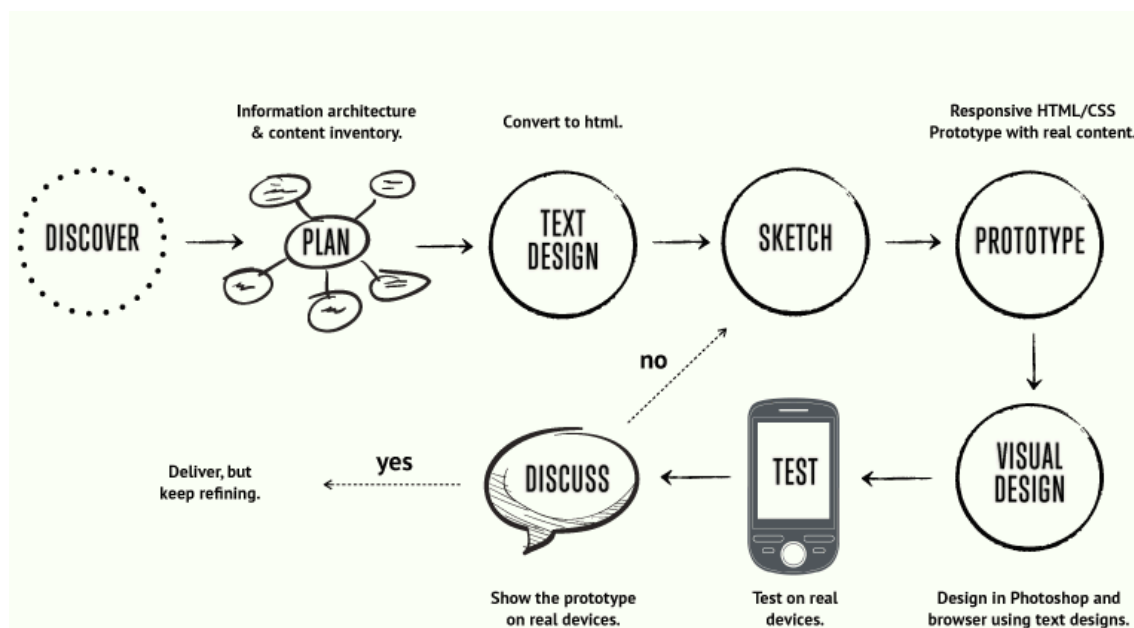 Information architecture
& content inventory.
Convert to html.
Responsive HTML/CSS
Prototype with real content.
DISCOVER
PLAN
TEXT
DESIGN
SKETCH
PROTOTYPE
no
yes
Deliver, but
keep refining.
DISCUSS
TEST
VISUAL
DESIGN
Show the prototype
on real devices.
Test on real
devices.
Design in Photoshop and
browser using text designs.